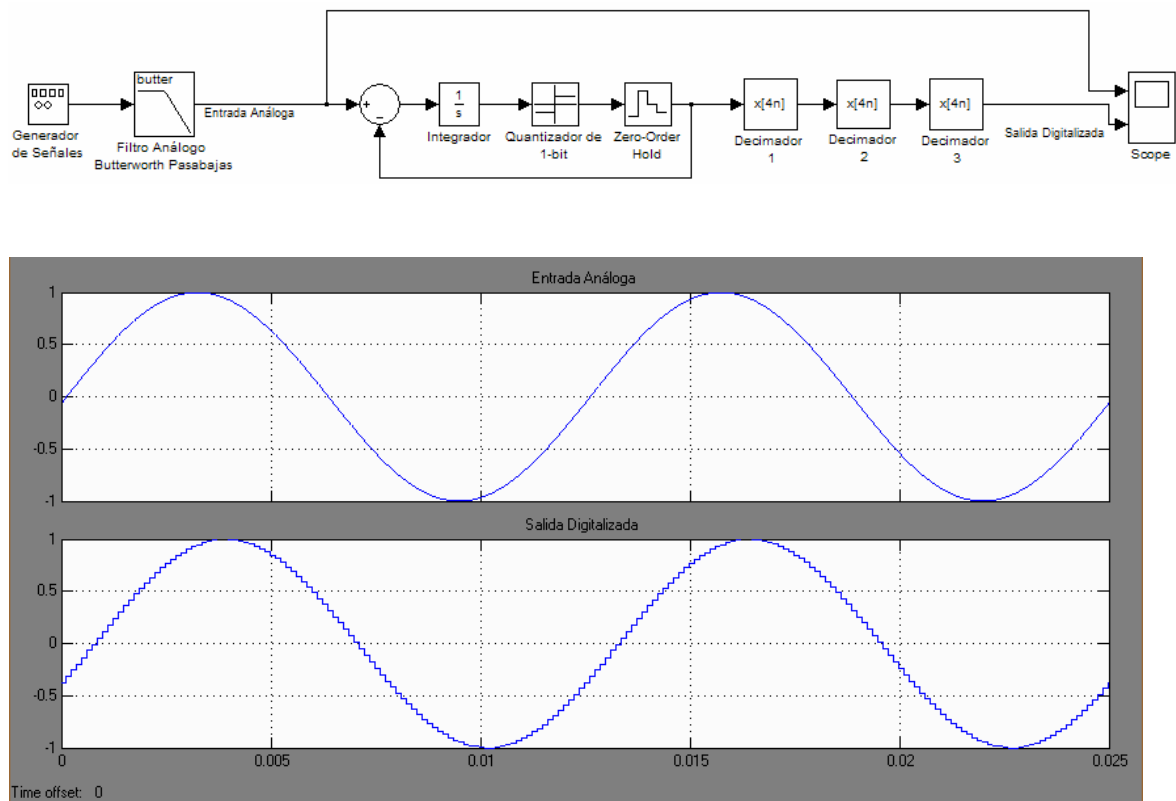 butter
1
s
x[4n]
x[4n]
x[4n]
Entrada Análoga
Generador
de Señales
Filtro Análogo
Butterworth Pasabajas
Integrador
Quantizador de
1-bit
Zero-Order
Hold
Decimador
1
Decimador
2
Decimador
3
Salida Digitalizada
Scope
Entrada Análoga
1
0.5
0
-0.5
-1
Salida Digitalizada
1
0.5
0
-0.5
-1
0
0.005
0.01
0.015
0.02
0.025
Time offset: 0